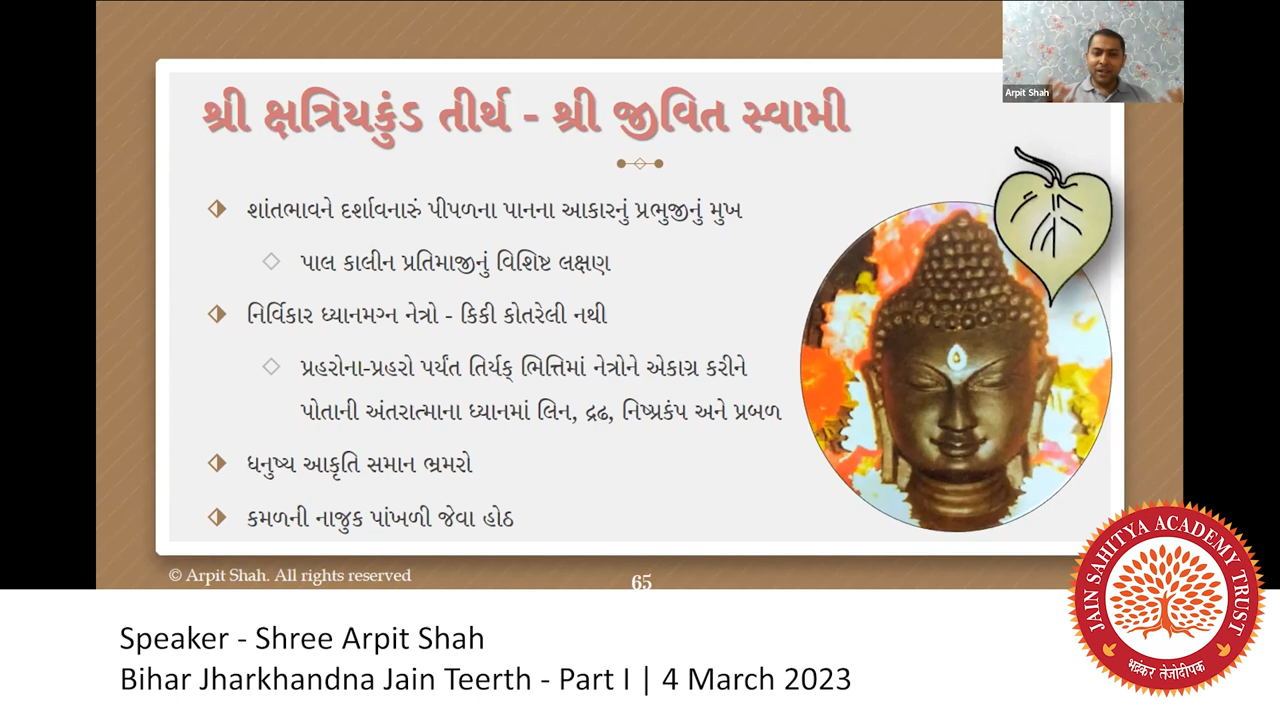 Arpit Shah
શ્રી ક્ષત્રિયકુંડ તીર્થ - શ્રી જીવિત સ્વામી
શાંતભાવને દર્શાવનારું પીપળના પાનના આકારનું પ્રભુજીનું મુખ
પાલ કાલીન પ્રતિમાજીનું વિશિષ્ટ લક્ષણ
નિર્વિકાર ધ્યાનમગ્ન નેત્રો - કિકી કોતરેલી નથી
પ્રહરોના-પ્રહરો પર્યંત તિર્યક્ ભિત્તિમાં નેત્રોને એકાગ્ર કરીને
પોતાની અંતરાત્માના ધ્યાનમાં લિન, દ્રઢ, નિષ્પ્રકંપ અને પ્રબળ
ધનુષ્ય આકૃતિ સમાન ભ્રમરો
કમળની નાજુક પાંખળી જેવા હોઠ
© Arpit Shah. All rights reserved
65
JAIN SAHITYA ACADEMY TRUST
भद्रंकर तेजोदीपक
Speaker - Shree Arpit Shah
Bihar Jharkhandna Jain Teerth - Part I | 4 March 2023